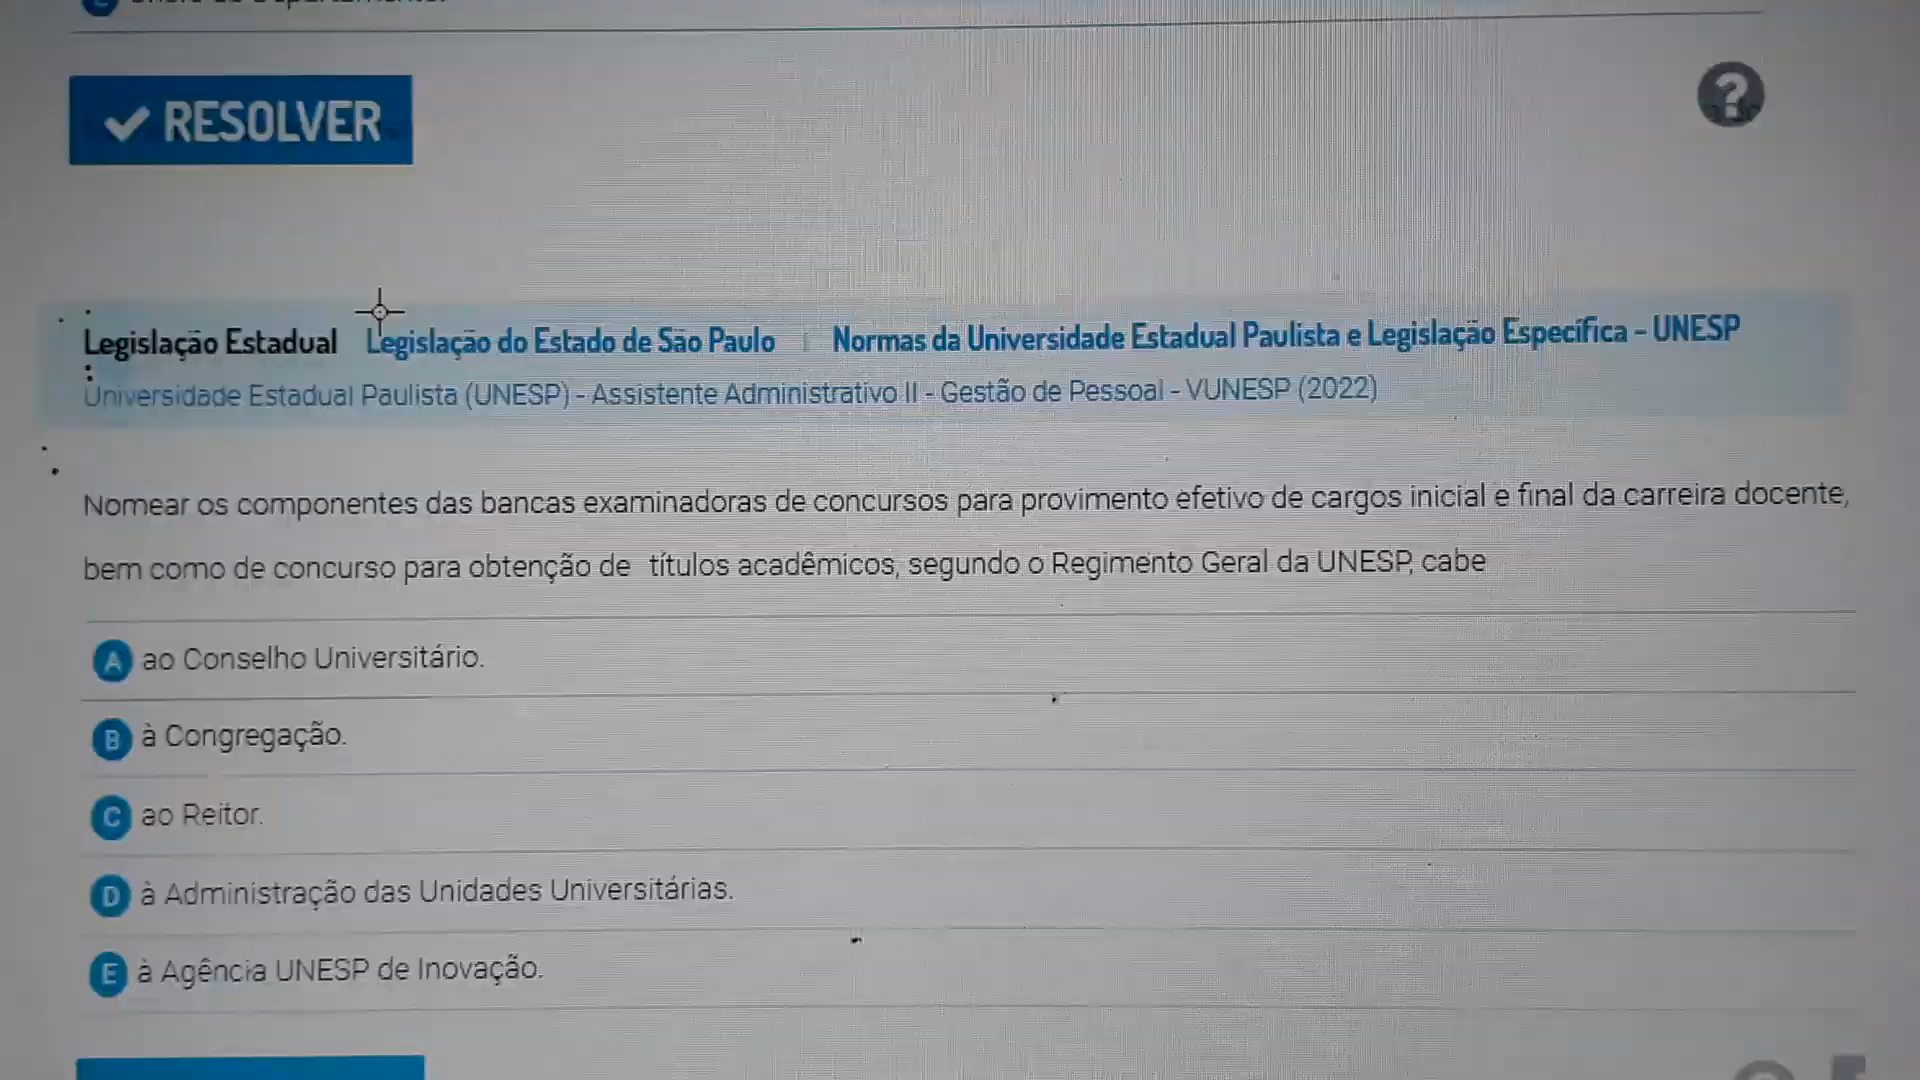 RESOLVER
?
Legislação Estadual Legislação do Estado de São Paulo | Normas da Universidade Estadual Paulista e Legislação Específica - UNESP
Universidade Estadual Paulista (UNESP) - Assistente Administrativo II - Gestão de Pessoal - VUNESP (2022)
Nomear os componentes das bancas examinadoras de concursos para provimento efetivo de cargos inicial e final da carreira docente,
bem como de concurso para obtenção de títulos acadêmicos, segundo o Regimento Geral da UNESP, cabe
A ao Conselho Universitário.
B à Congregação.
C ao Reitor.
D à Administração das Unidades Universitárias.
E à Agência UNESP de Inovação.